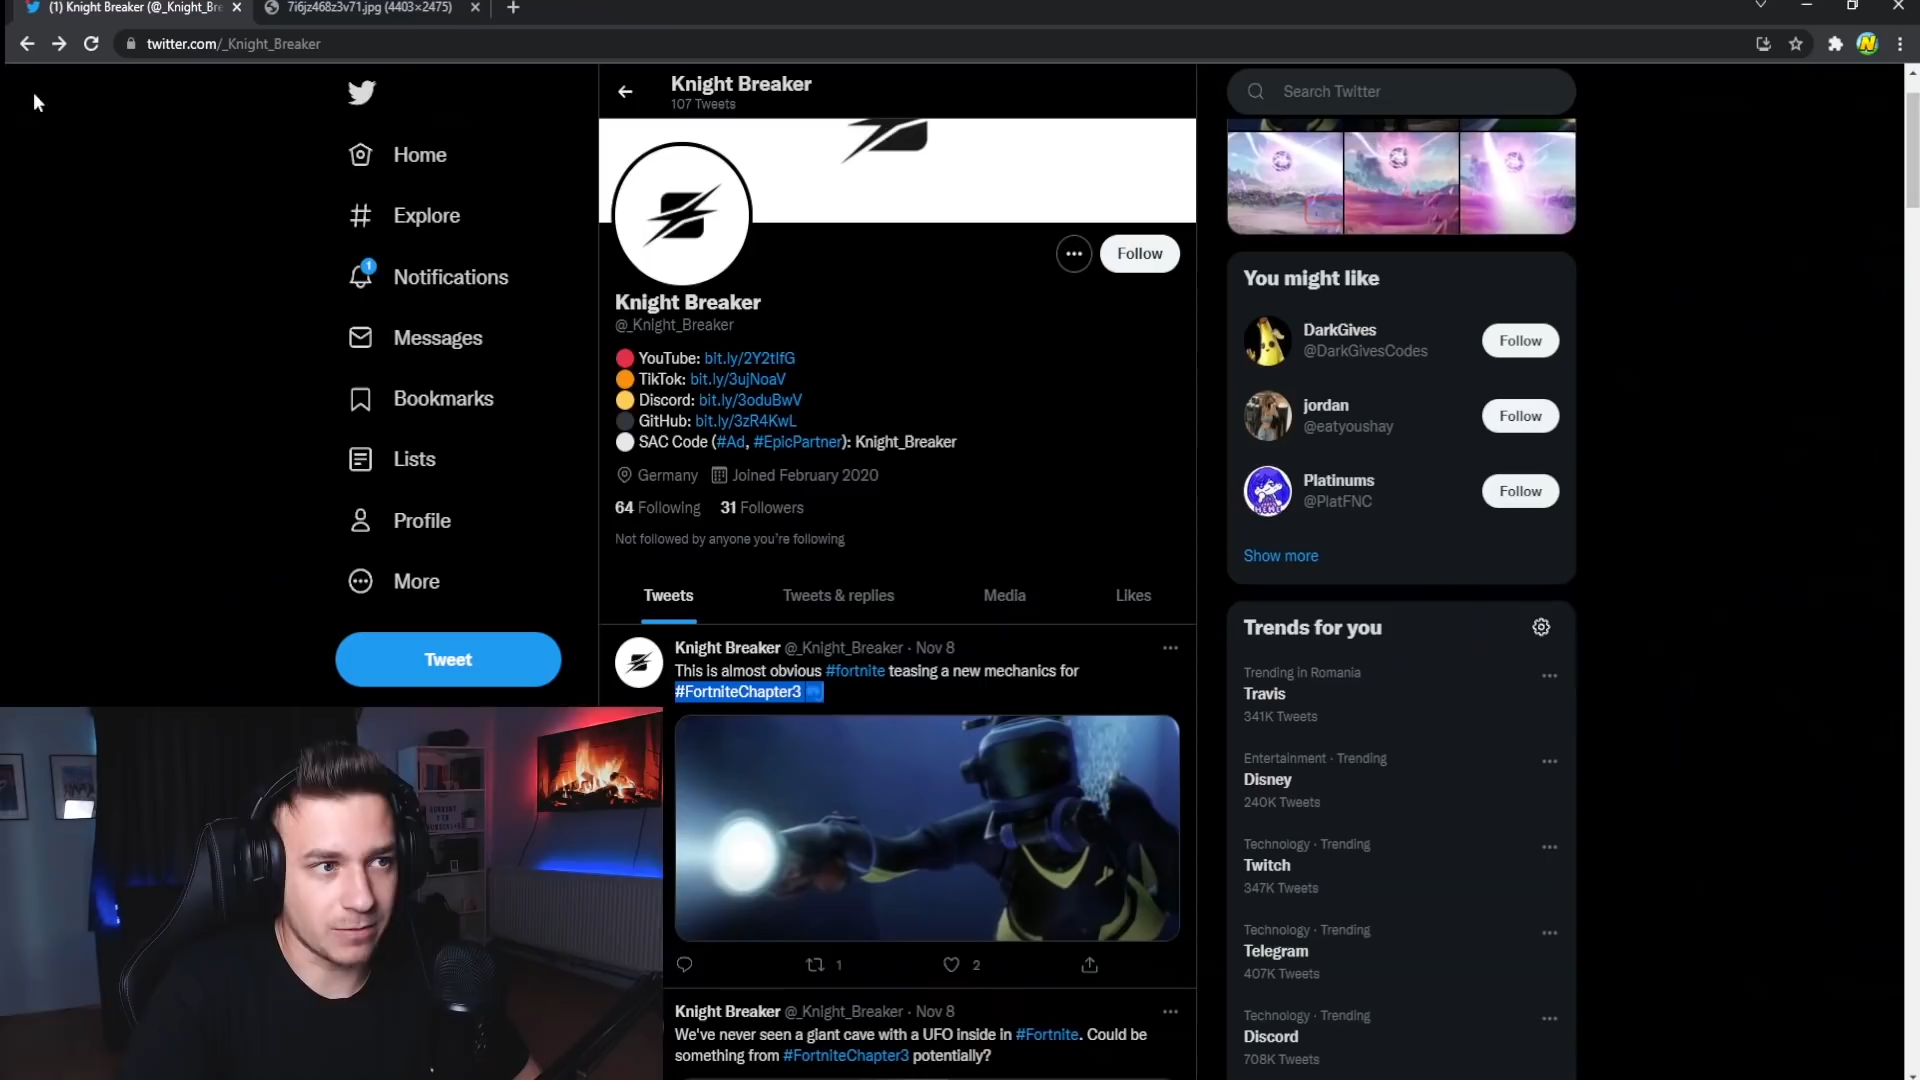 (1) Knight Breaker (@_Knight_Bre
7i6jz468z3v71.jpg (4403×2475)
twitter.com/_Knight_Breaker
Home
Explore
1
Notifications
Messages
Bookmarks
Lists
Profile
More
Tweet
Knight Breaker
107 Tweets
Follow
Knight Breaker
@_Knight_Breaker
YouTube: bit.ly/2Y2tIfG
TikTok: bit.ly/3ujNoaV
Discord: bit.ly/3oduBwV
GitHub: bit.ly/3zR4KwL
SAC Code (#Ad, #EpicPartner): Knight_Breaker
Germany Joined February 2020
64 Following 31 Followers
Not followed by anyone you're following
Tweets Tweets & replies Media Likes
Knight Breaker @_Knight_Breaker · Nov 8
This is almost obvious #fortnite teasing a new mechanics for
#FortniteChapter3
1 2
Knight Breaker @_Knight_Breaker · Nov 8
We've never seen a giant cave with a UFO inside in #Fortnite. Could be
something from #FortniteChapter3 potentially?
Search Twitter
You might like
DarkGives
@DarkGivesCodes
Follow
jordan
@eatyoushay
Follow
Platinums
@PlatFNC
Follow
Show more
Trends for you
Trending in Romania
Travis
341K Tweets
Entertainment · Trending
Disney
240K Tweets
Technology · Trending
Twitch
347K Tweets
Technology · Trending
Telegram
407K Tweets
Technology · Trending
Discord
708K Tweets